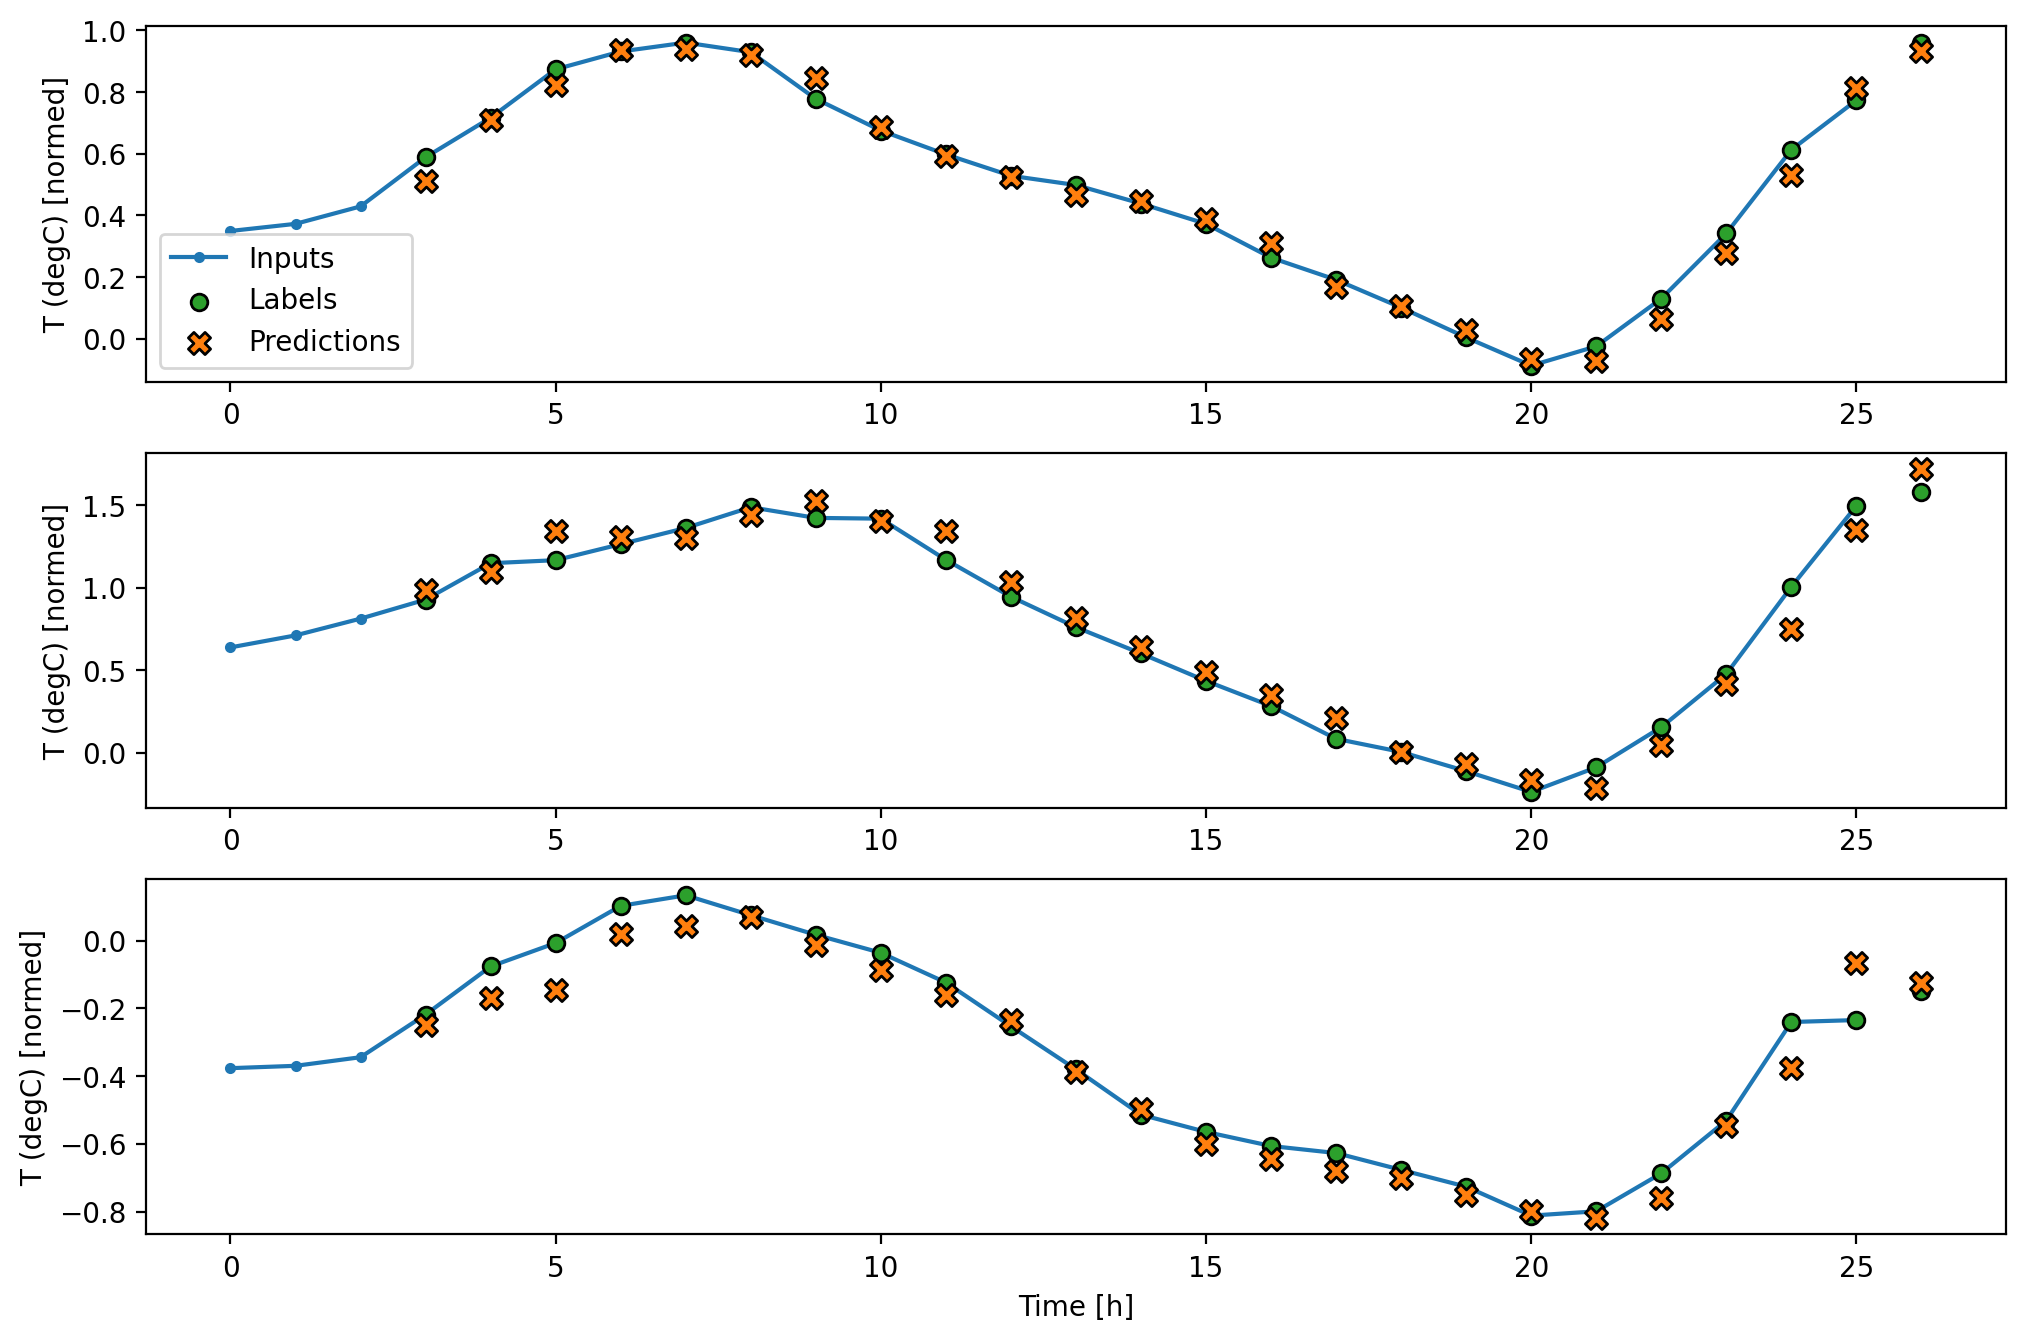 T (degC) [normed]
1.0
0.8
0.6
0.4
0.2
0.0
Inputs
Labels
Predictions
0 5 10 15 20 25
T (degC) [normed]
1.5
1.0
0.5
0.0
0 5 10 15 20 25
T (degC) [normed]
0.0
−0.2
−0.4
−0.6
−0.8
0 5 10 15 20 25
Time [h]